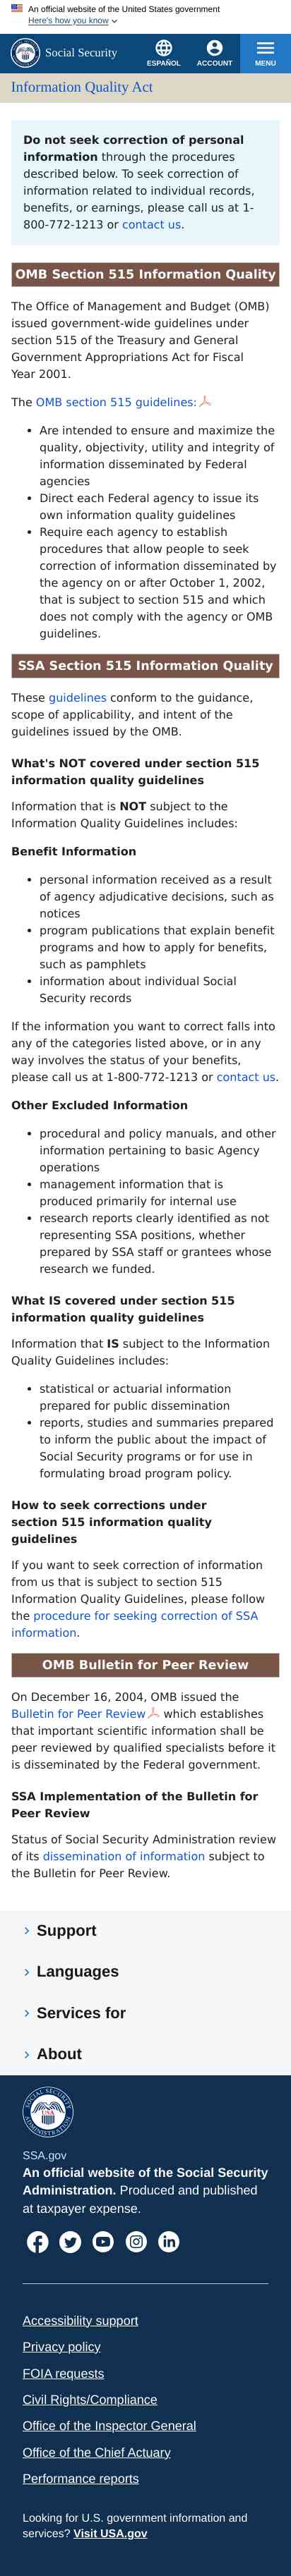 An official website of the United States government
Here's how you know
Social Security
ESPAÑOL
ACCOUNT
MENU
Information Quality Act
Do not seek correction of personal
information through the procedures
described below. To seek correction of
information related to individual records,
benefits, or earnings, please call us at 1-
800-772-1213 or contact us.
OMB Section 515 Information Quality
The Office of Management and Budget (OMB)
issued government-wide guidelines under
section 515 of the Treasury and General
Government Appropriations Act for Fiscal
Year 2001.
The OMB section 515 guidelines:
• Are intended to ensure and maximize the
quality, objectivity, utility and integrity of
information disseminated by Federal
agencies
• Direct each Federal agency to issue its
own information quality guidelines
• Require each agency to establish
procedures that allow people to seek
correction of information disseminated by
the agency on or after October 1, 2002,
that is subject to section 515 and which
does not comply with the agency or OMB
guidelines.
SSA Section 515 Information Quality
These guidelines conform to the guidance,
scope of applicability, and intent of the
guidelines issued by the OMB.
What's NOT covered under section 515
information quality guidelines
Information that is NOT subject to the
Information Quality Guidelines includes:
Benefit Information
• personal information received as a result
of agency adjudicative decisions, such as
notices
• program publications that explain benefit
programs and how to apply for benefits,
such as pamphlets
• information about individual Social
Security records
If the information you want to correct falls into
any of the categories listed above, or in any
way involves the status of your benefits,
please call us at 1-800-772-1213 or contact us.
Other Excluded Information
• procedural and policy manuals, and other
information pertaining to basic Agency
operations
• management information that is
produced primarily for internal use
• research reports clearly identified as not
representing SSA positions, whether
prepared by SSA staff or grantees whose
research we funded.
What IS covered under section 515
information quality guidelines
Information that IS subject to the Information
Quality Guidelines includes:
• statistical or actuarial information
prepared for public dissemination
• reports, studies and summaries prepared
to inform the public about the impact of
Social Security programs or for use in
formulating broad program policy.
How to seek corrections under
section 515 information quality
guidelines
If you want to seek correction of information
from us that is subject to section 515
Information Quality Guidelines, please follow
the procedure for seeking correction of SSA
information.
OMB Bulletin for Peer Review
On December 16, 2004, OMB issued the
Bulletin for Peer Review which establishes
that important scientific information shall be
peer reviewed by qualified specialists before it
is disseminated by the Federal government.
SSA Implementation of the Bulletin for
Peer Review
Status of Social Security Administration review
of its dissemination of information subject to
the Bulletin for Peer Review.
Support
Languages
Services for
About
SOCIAL SECURITY
USA
ADMINISTRATION
SSA.gov
An official website of the Social Security
Administration. Produced and published
at taxpayer expense.
Accessibility support
Privacy policy
FOIA requests
Civil Rights/Compliance
Office of the Inspector General
Office of the Chief Actuary
Performance reports
Looking for U.S. government information and
services? Visit USA.gov